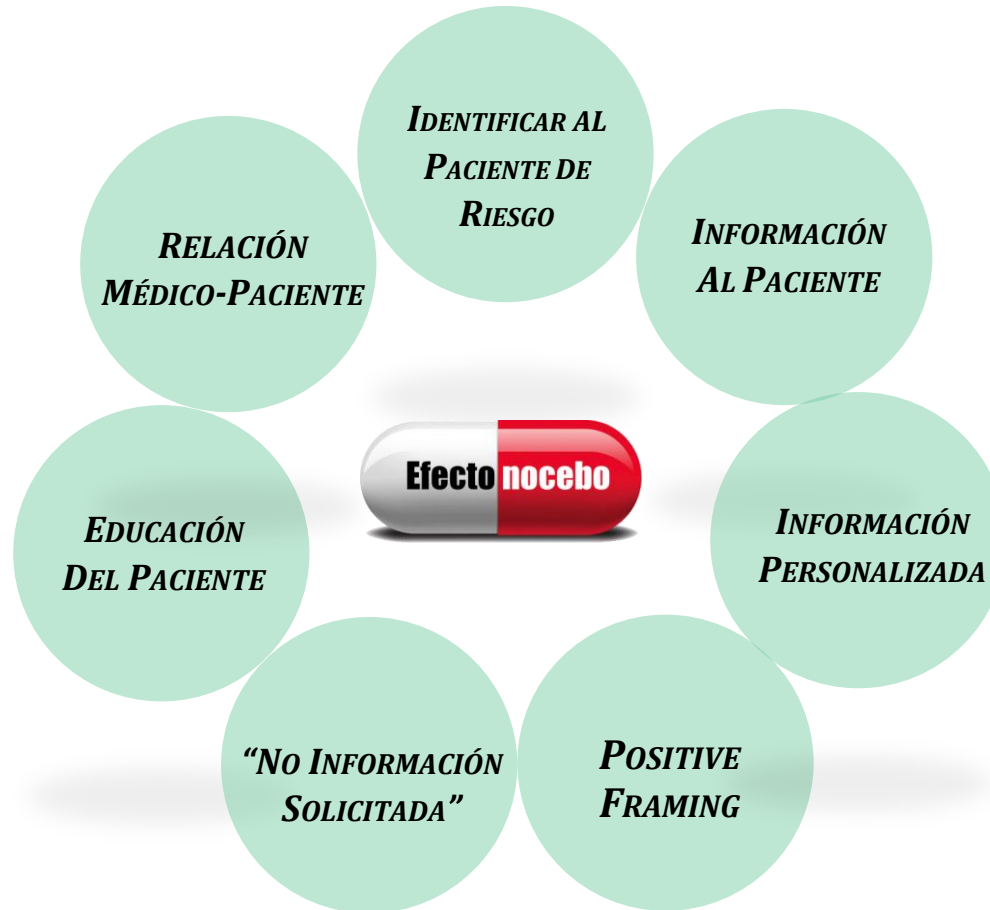 IDENTIFICAR AL
PACIENTE DE
RIESGO
INFORMACIÓN
AL PACIENTE
INFORMACIÓN
PERSONALIZADA
POSITIVE
FRAMING
“NO INFORMACIÓN
SOLICITADA”
EDUCACIÓN
DEL PACIENTE
RELACIÓN
MÉDICO-PACIENTE
Efecto nocebo